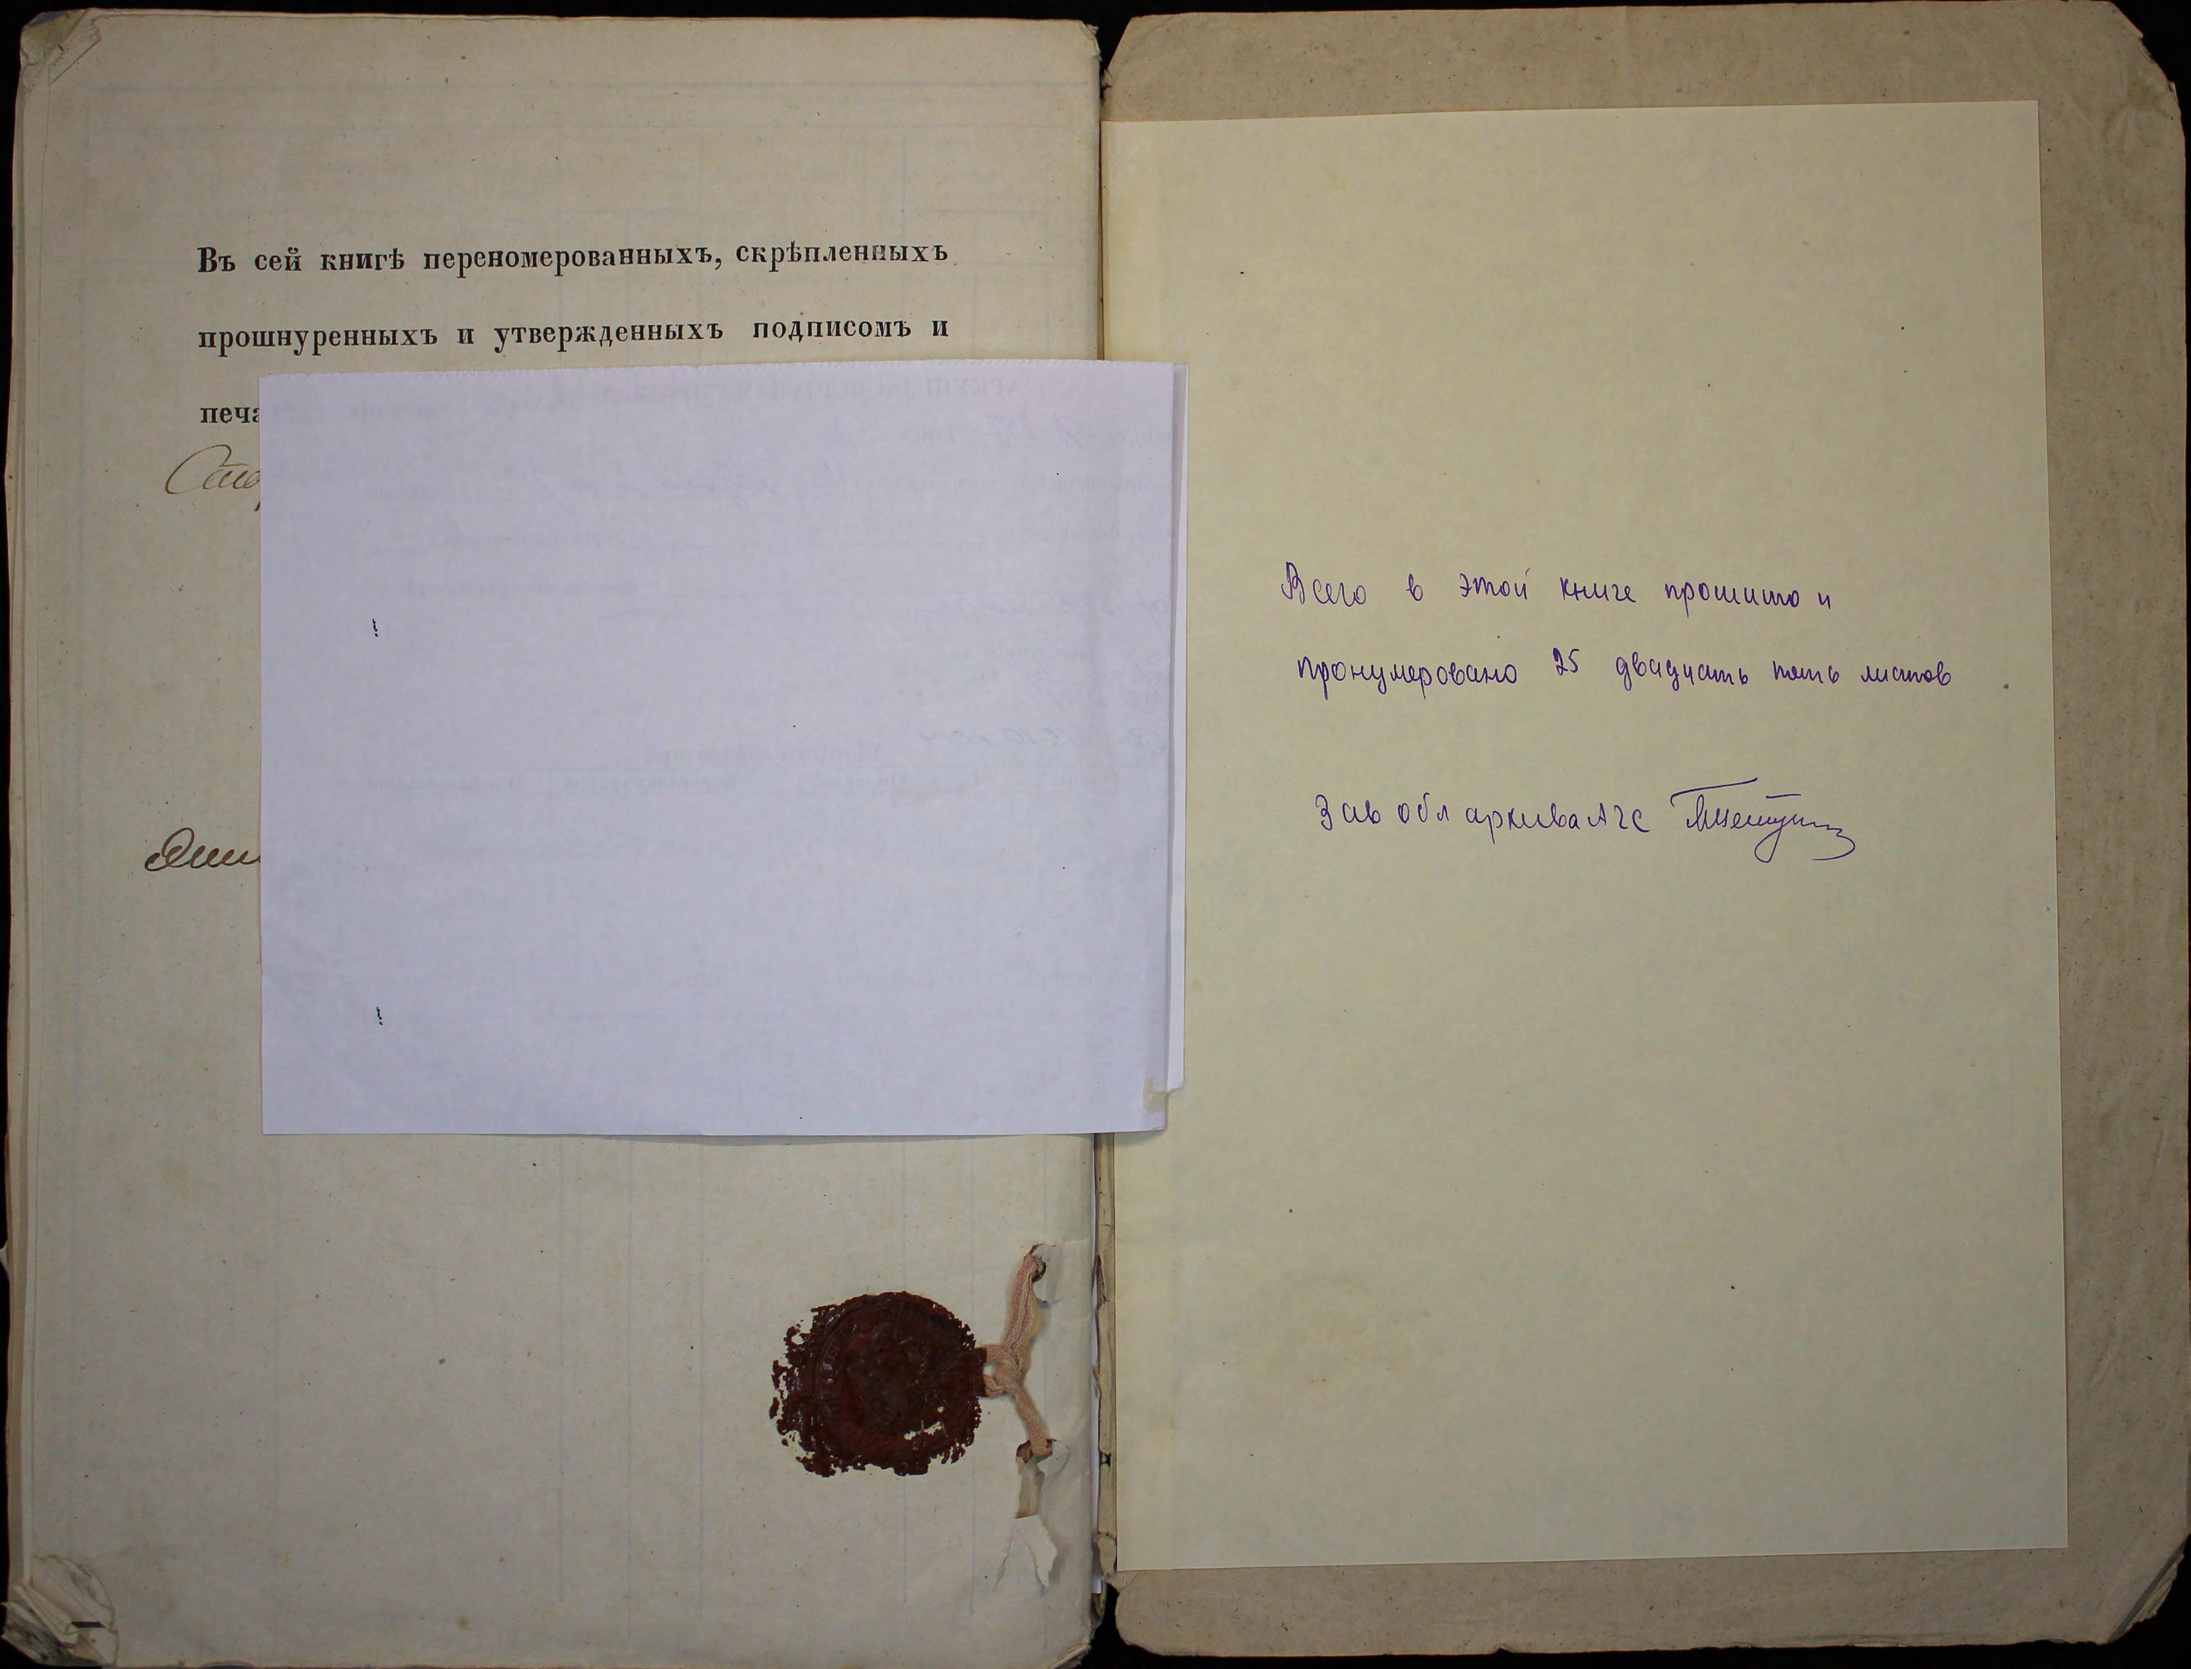 Въ сей книгѣ переномерованныхъ, скрѣпленныхъ
прошнуренныхъ и утвержденныхъ подписомъ и
печа
Всего в этой книге прошито и
пронумеровано 25 двадцать пять листов
Зав обл архива